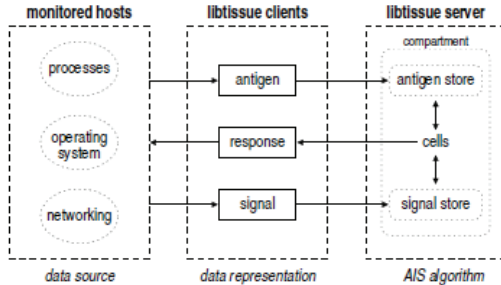 monitored hosts
libtissue clients
libtissue server
compartment
processes
antigen
antigen store
operating
system
response
cells
networking
signal
signal store
data source
data representation
AIS algorithm